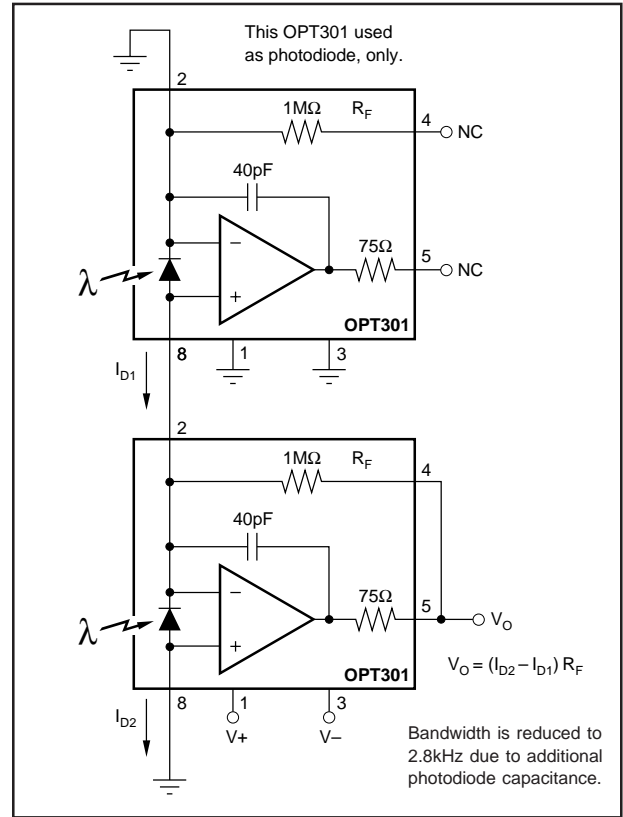 This OPT301 used
as photodiode, only.
2
1MΩ R_F
4
NC
40pF
75Ω
5
NC
−
+
λ
OPT301
8 1 3
I_D1
2
1MΩ R_F
4
40pF
75Ω
5
V_O
−
+
λ
V_O = (I_D2 – I_D1) R_F
OPT301
8 1 3
I_D2
V+ V–
Bandwidth is reduced to
2.8kHz due to additional
photodiode capacitance.